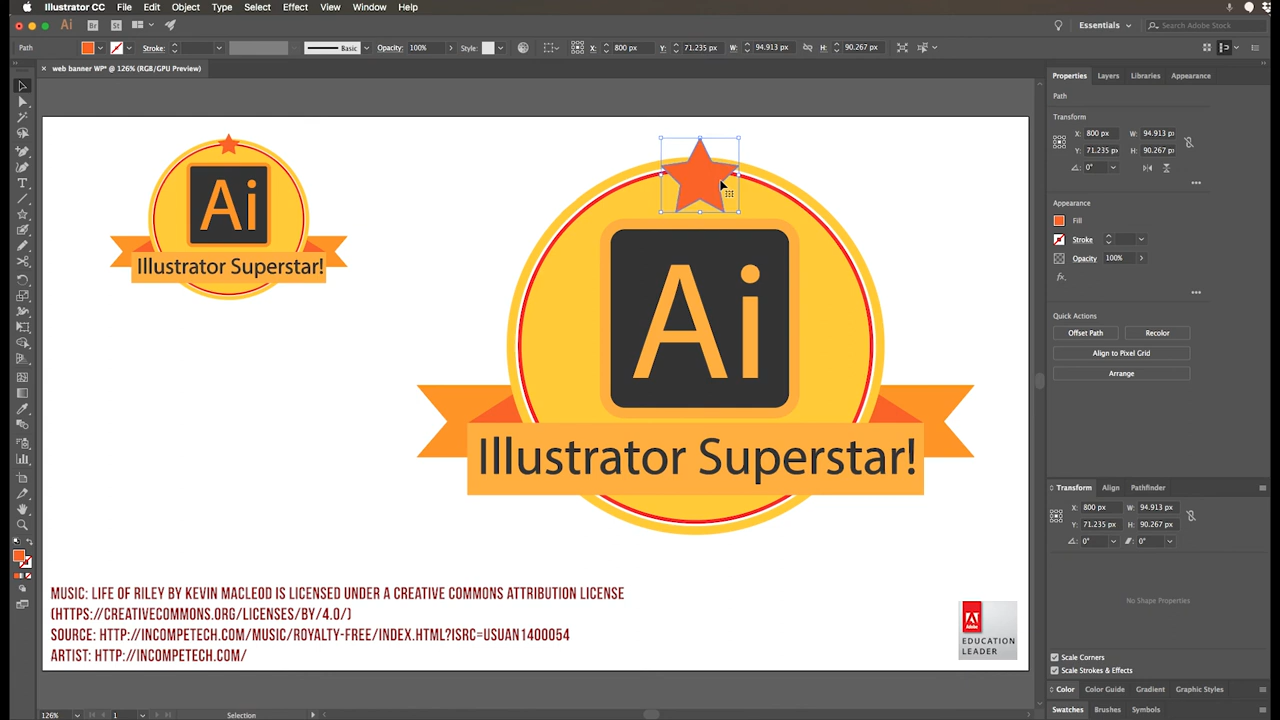 Illustrator CC File Edit Object Type Select Effect View Window Help
Ai Br St Essentials Search Adobe Stock
Path Stroke: Basic Opacity: 100% Style: X: 800 px Y: 71.235 px W: 94.913 px H: 90.267 px
× web banner WP* @ 126% (RGB/GPU Preview)
Properties Layers Libraries Appearance
Path
Transform
X: 800 px W: 94.913 px
Y: 71.235 px H: 90.267 px
0°
Appearance
Fill
Stroke
Opacity 100%
fx.
Quick Actions
Offset Path Recolor
Align to Pixel Grid
Arrange
Transform Align Pathfinder
X: 800 px W: 94.913 px
Y: 71.235 px H: 90.267 px
0° 0°
No Shape Properties
Scale Corners
Scale Strokes & Effects
Color Color Guide Gradient Graphic Styles
Swatches Brushes Symbols
Ai
Illustrator Superstar!
Ai
Illustrator Superstar!
MUSIC: LIFE OF RILEY BY KEVIN MACLEOD IS LICENSED UNDER A CREATIVE COMMONS ATTRIBUTION LICENSE
(HTTPS://CREATIVECOMMONS.ORG/LICENSES/BY/4.0/)
SOURCE: HTTP://INCOMPETECH.COM/MUSIC/ROYALTY-FREE/INDEX.HTML?ISRC=USUAN1400054
ARTIST: HTTP://INCOMPETECH.COM/
Adobe
EDUCATION
LEADER
126% 1 Selection